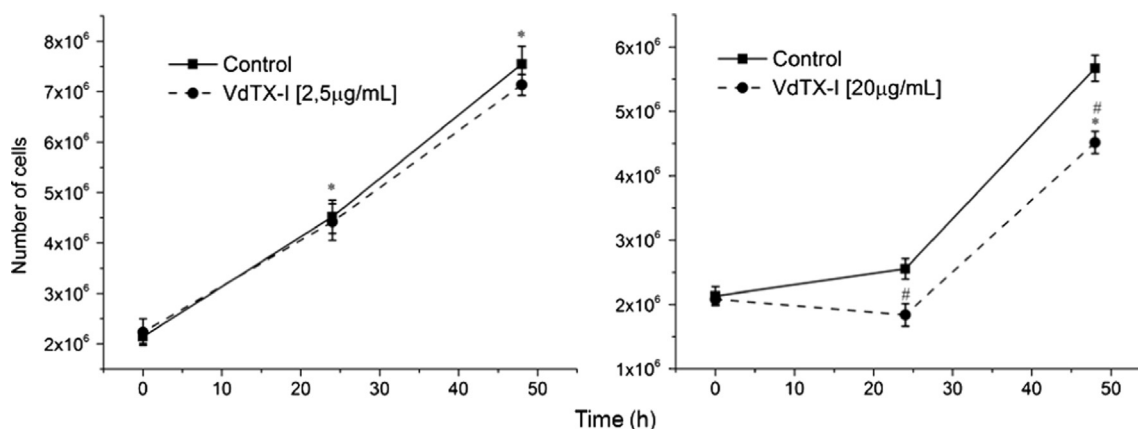 8x10⁶
7x10⁶
6x10⁶
5x10⁶
4x10⁶
3x10⁶
2x10⁶
Number of cells
Control
VdTX-I [2,5µg/mL]
*
*
0 10 20 30 40 50
6x10⁶
5x10⁶
4x10⁶
3x10⁶
2x10⁶
1x10⁶
Control
VdTX-I [20µg/mL]
#
#
*
0 10 20 30 40 50
Time (h)